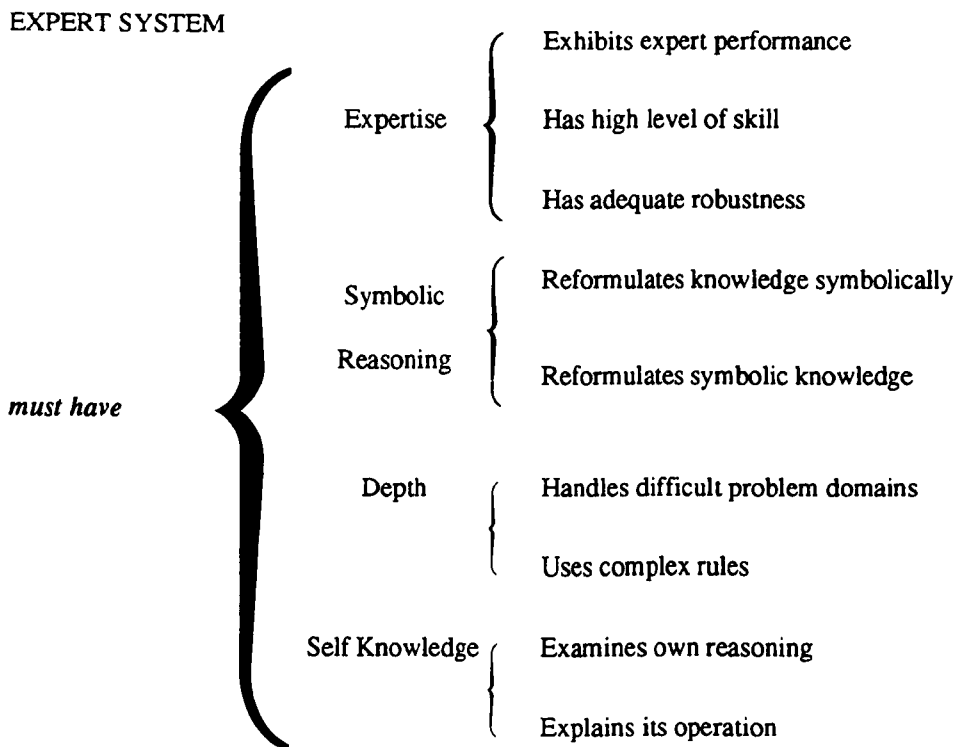 EXPERT SYSTEM
Exhibits expert performance
Expertise
Has high level of skill
Has adequate robustness
Reformulates knowledge symbolically
Symbolic
Reasoning
Reformulates symbolic knowledge
must have
Depth
Handles difficult problem domains
Uses complex rules
Self Knowledge
Examines own reasoning
Explains its operation